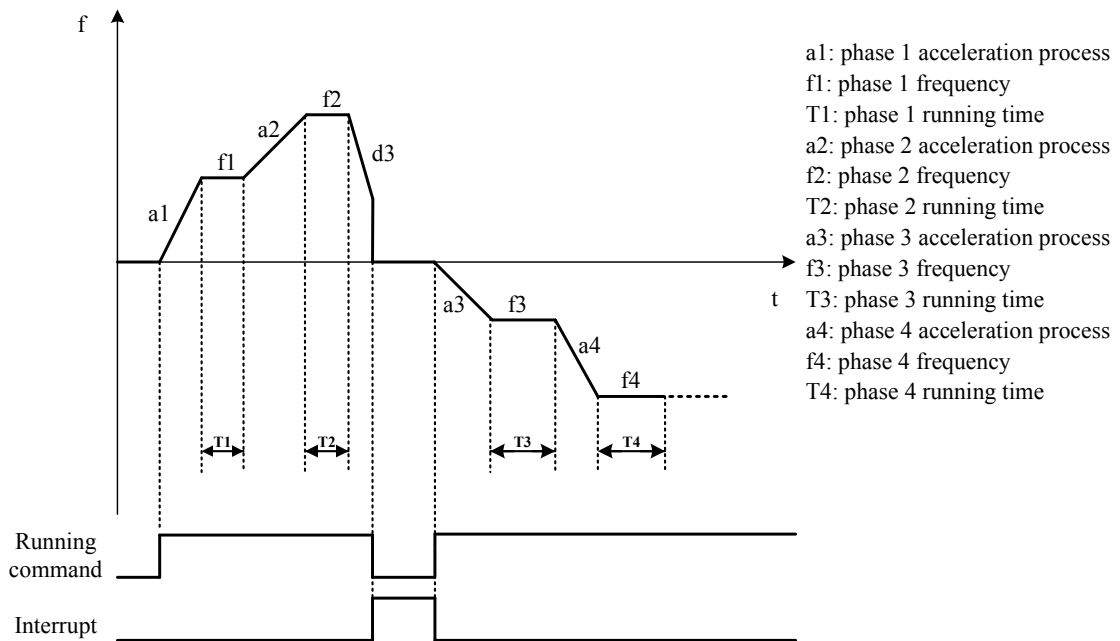 f
f2
a2
f1
d3
a1
t
a3
f3
a4
f4
T1
T2
T3
T4
Running
command
Interrupt
a1: phase 1 acceleration process
f1: phase 1 frequency
T1: phase 1 running time
a2: phase 2 acceleration process
f2: phase 2 frequency
T2: phase 2 running time
a3: phase 3 acceleration process
f3: phase 3 frequency
T3: phase 3 running time
a4: phase 4 acceleration process
f4: phase 4 frequency
T4: phase 4 running time